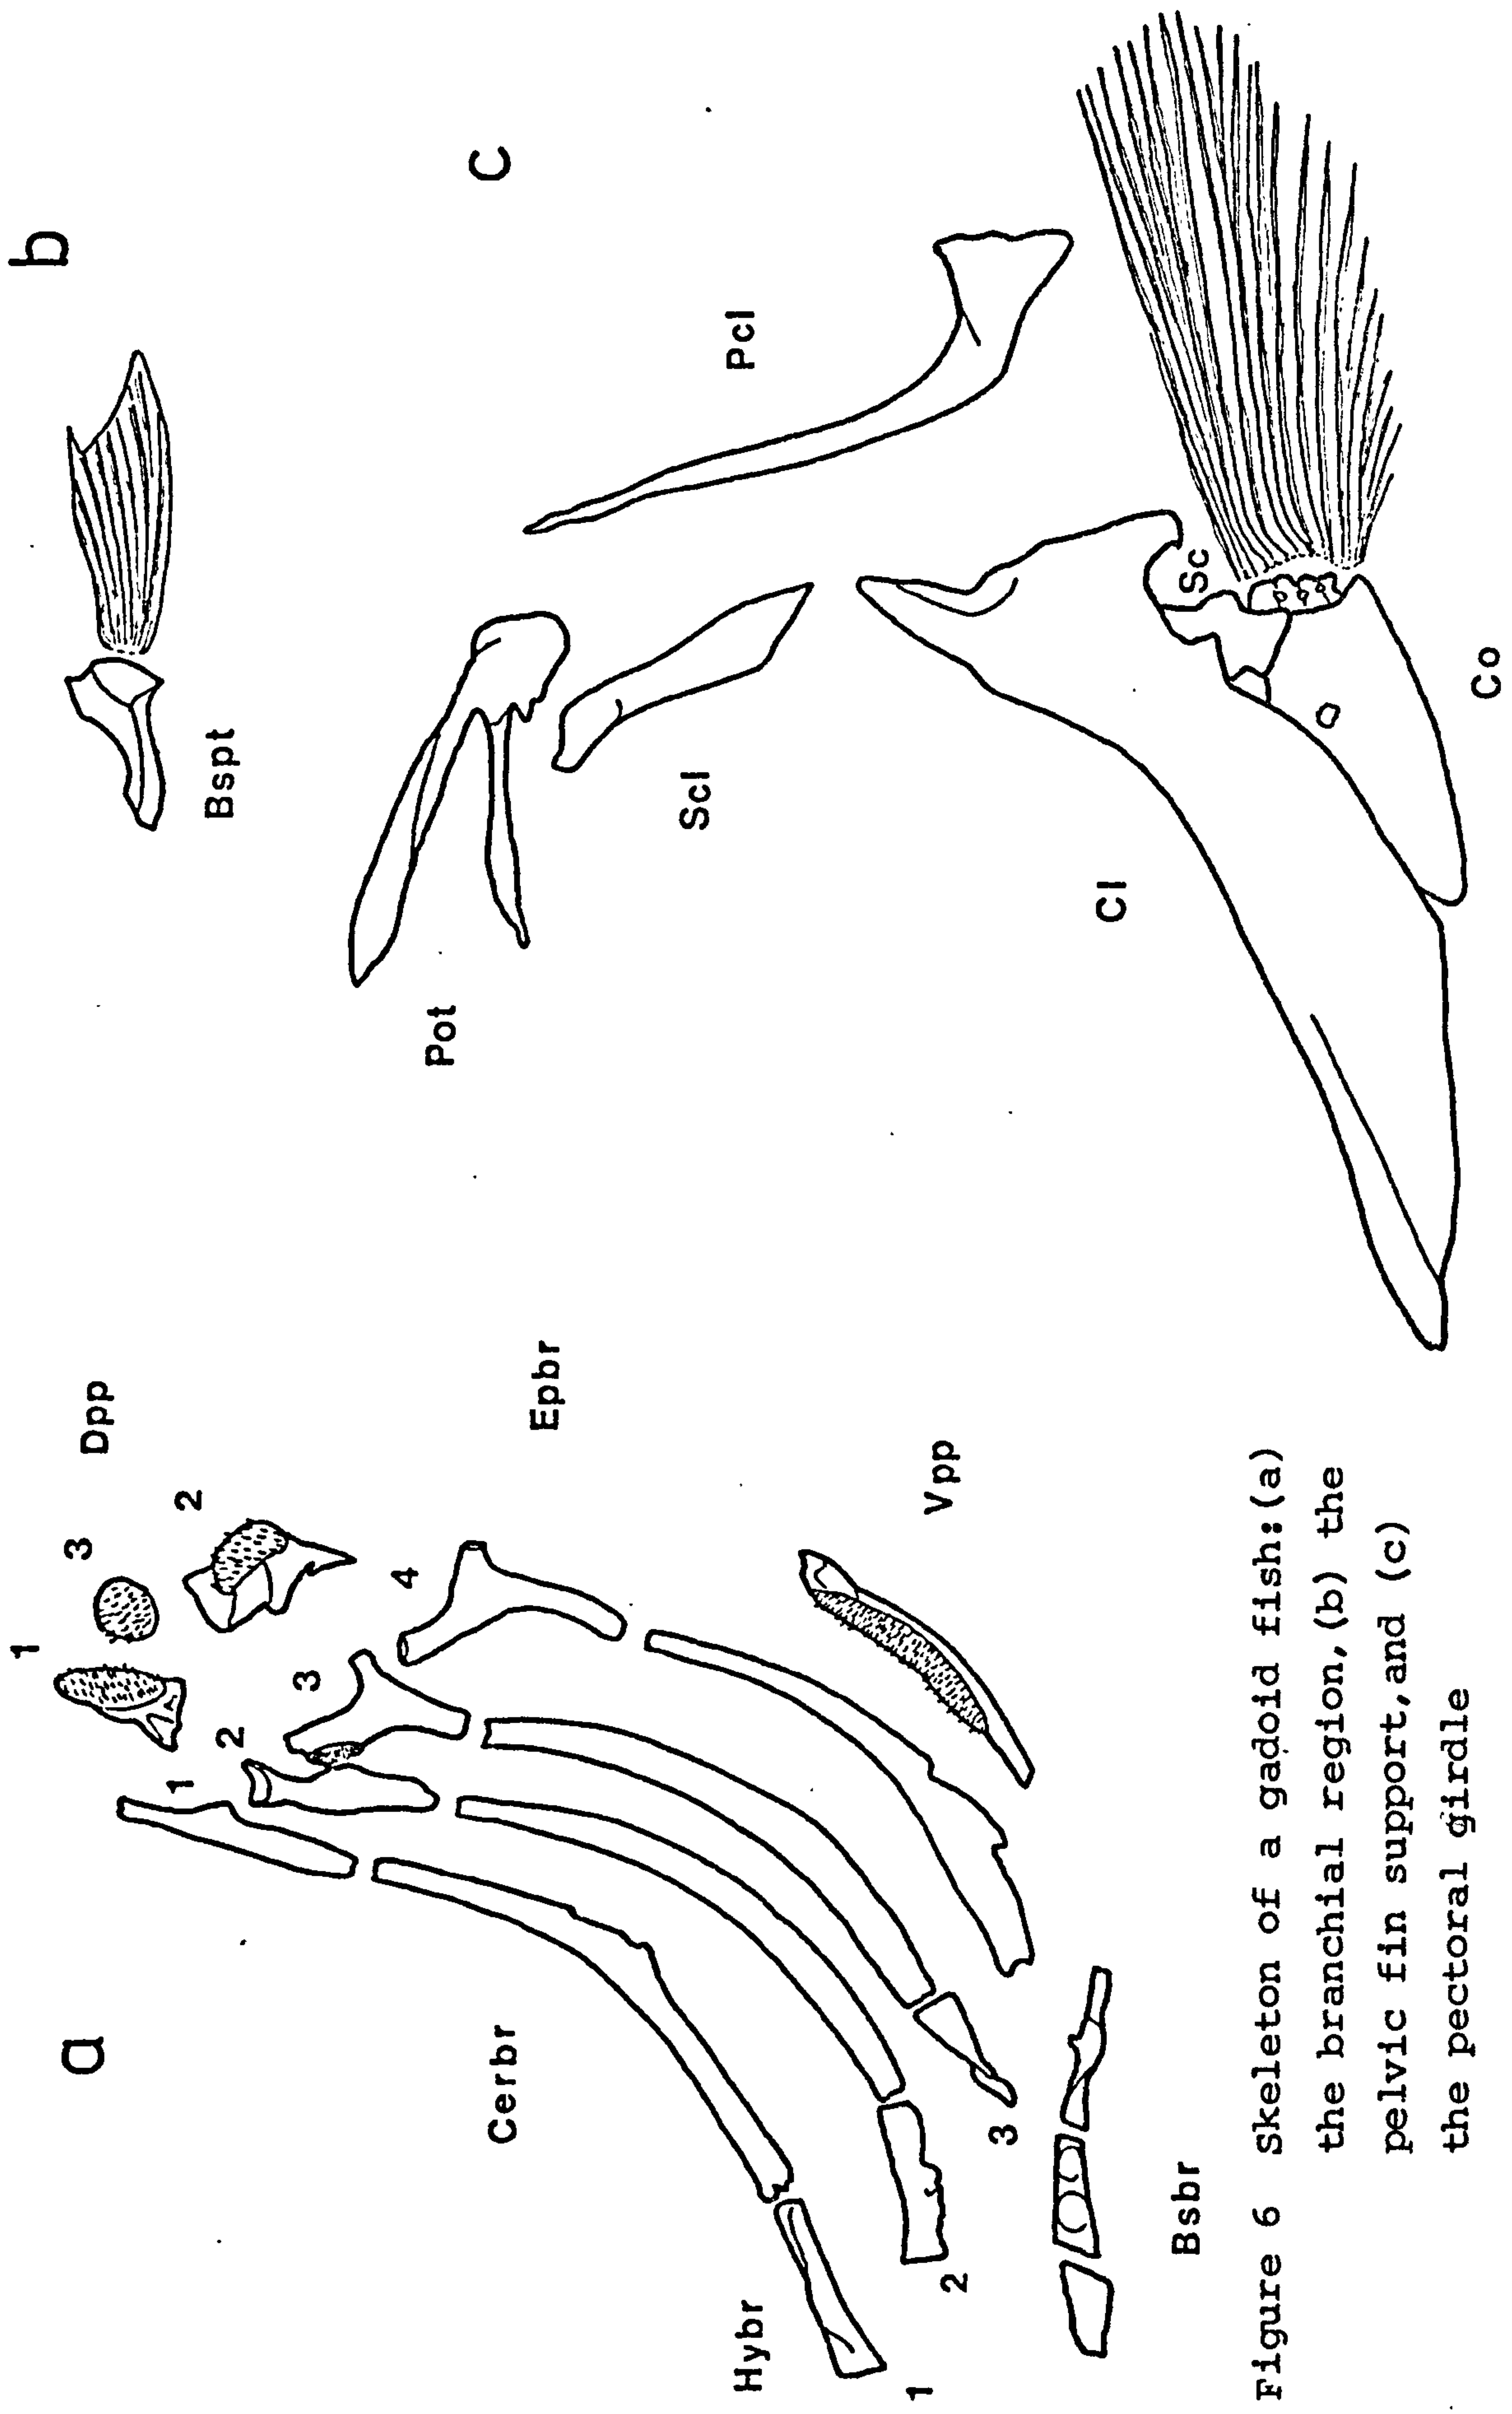 a
1
3
Dpp
2
1
2
3
4
Epbr
Cerbr
Vpp
Hybr
1
2
3
Bsbr
b
Bspt
c
Pot
Pcl
Scl
Cl
Sc
Co
Figure 6 Skeleton of a gadoid fish:(a)
the branchial region,(b) the
pelvic fin support,and (c)
the pectoral girdle